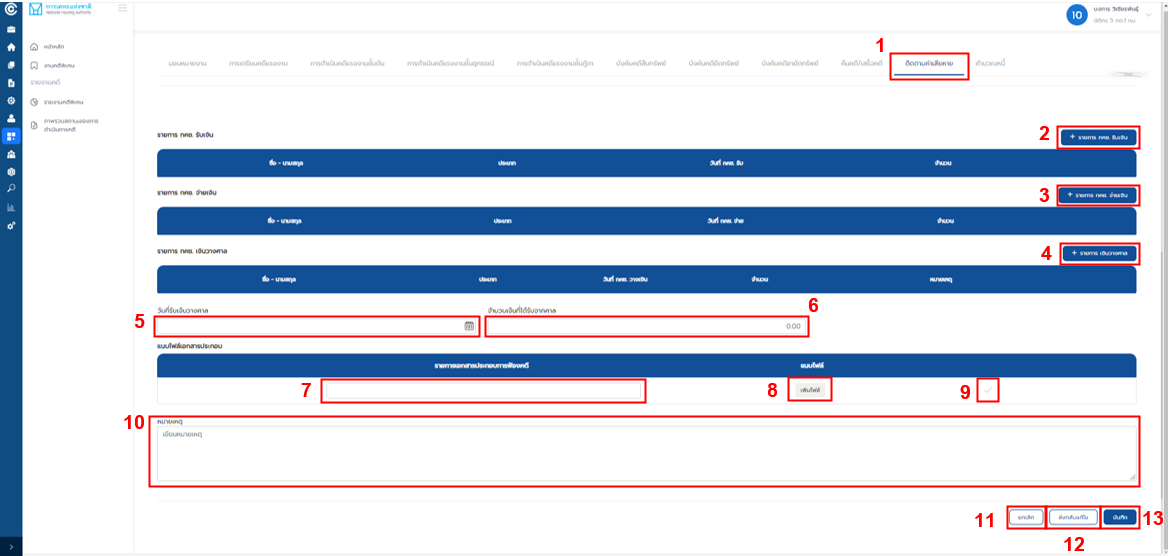 การเคหะแห่งชาติ
National Housing Authority
10
บงการ วิเชียรพันธุ์
นิติกร 5 กด.1 กม.
หน้าหลัก
งานคดีพิเศษ
รายงานคดี
รายงานคดีพิเศษ
ภาพรวมสถานะของการ
ดำเนินการคดี
1
มอบหมายงาน
การเตรียมคดีแรงงาน
การดำเนินคดีแรงงานชั้นต้น
การดำเนินคดีแรงงานชั้นอุทธรณ์
การดำเนินคดีแรงงานชั้นฎีกา
บังคับคดีสืบทรัพย์
บังคับคดียึดทรัพย์
บังคับคดีอายัดทรัพย์
คืนคดี/เสร็จคดี
ติดตามค่าเสียหาย
คำนวณหนี้
รายการ กคช. รับเงิน
2
+ รายการ กคช. รับเงิน
ชื่อ - นามสกุล
ประเภท
วันที่ กคช. รับ
จำนวน
รายการ กคช. จ่ายเงิน
3
+ รายการ กคช. จ่ายเงิน
ชื่อ - นามสกุล
ประเภท
วันที่ กคช. จ่าย
จำนวน
รายการ กคช. เงินวางศาล
4
+ รายการ เงินวางศาล
ชื่อ - นามสกุล
ประเภท
วันที่ กคช. วางเงิน
จำนวน
หมายเหตุ
วันที่รับเงินวางศาล
จำนวนเงินที่ได้รับจากศาล
6
5
0.00
แนบไฟล์เอกสารประกอบ
รายการเอกสารประกอบการฟ้องคดี
แนบไฟล์
7
8
เพิ่มไฟล์
9
10
หมายเหตุ
เขียนหมายเหตุ
11
ยกเลิก
ส่งกลับแก้ไข
บันทึก
13
12